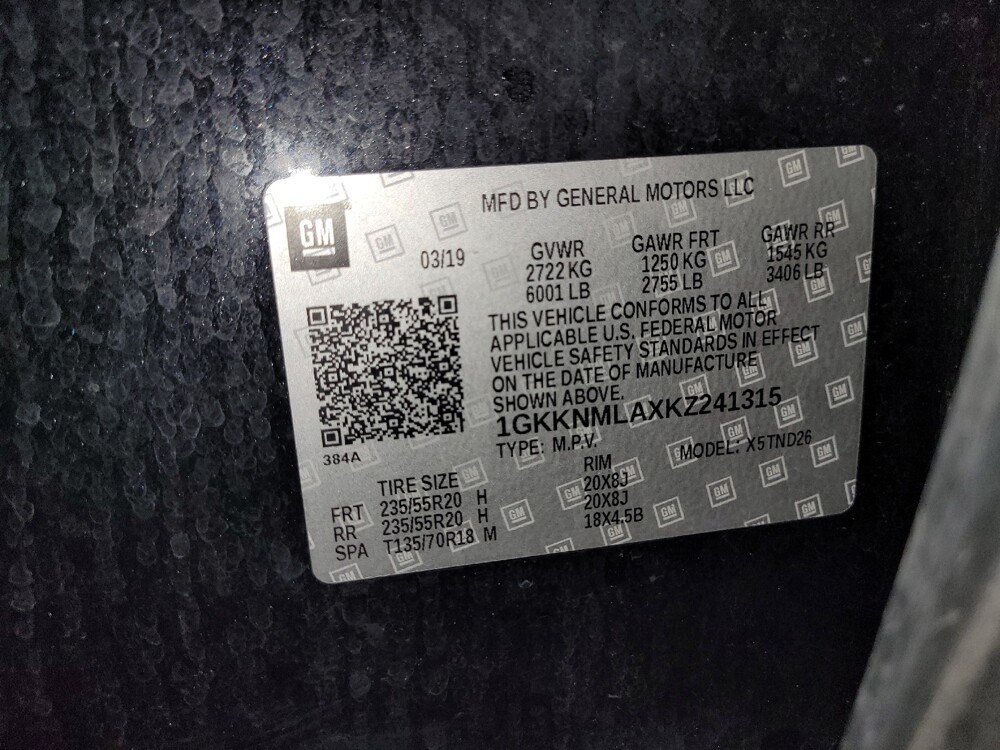 MFD BY GENERAL MOTORS LLC
GM
03/19
GVWR
2722 KG
6001 LB
GAWR FRT
1250 KG
2755 LB
GAWR RR
1545 KG
3406 LB
THIS VEHICLE CONFORMS TO ALL
APPLICABLE U.S. FEDERAL MOTOR
VEHICLE SAFETY STANDARDS IN EFFECT
ON THE DATE OF MANUFACTURE
SHOWN ABOVE.
1GKKNMLAXKZ241315
TYPE: M.P.V. MODEL: X5TND26
384A
TIRE SIZE RIM
FRT 235/55R20 H 20X8J
RR 235/55R20 H 20X8J
SPA T135/70R18 M 18X4.5B